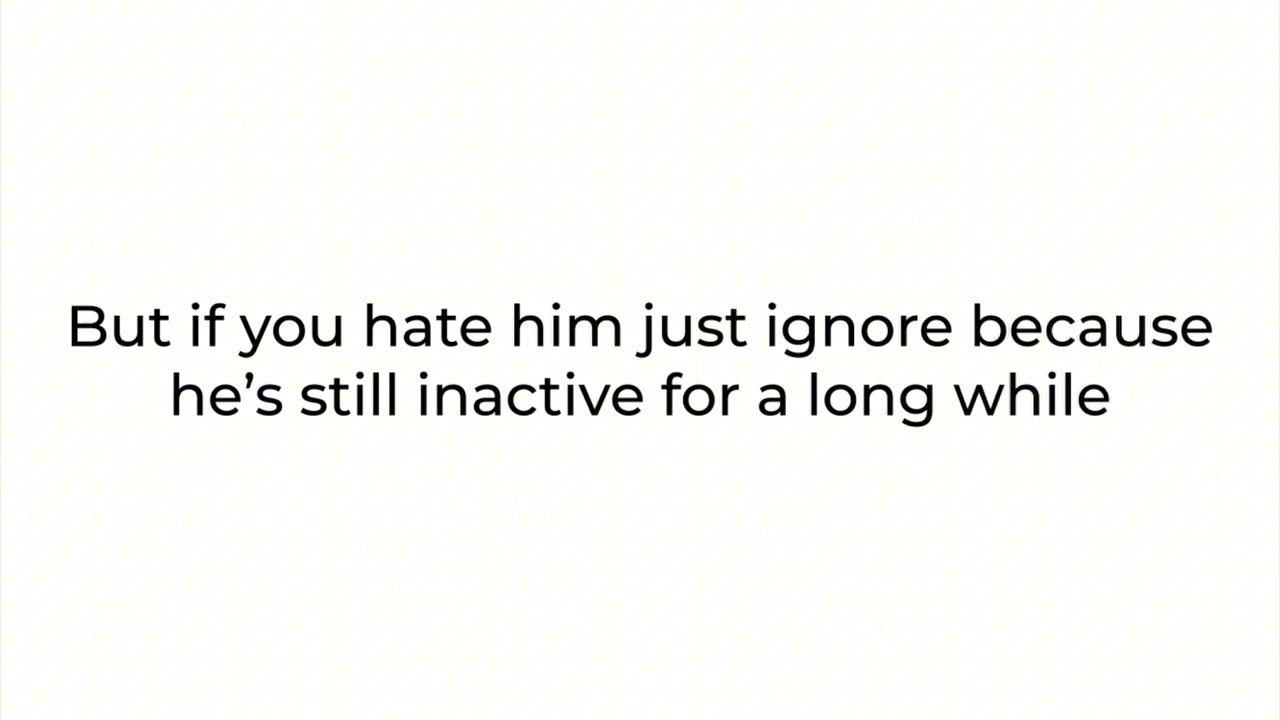 But if you hate him just ignore because
he’s still inactive for a long while